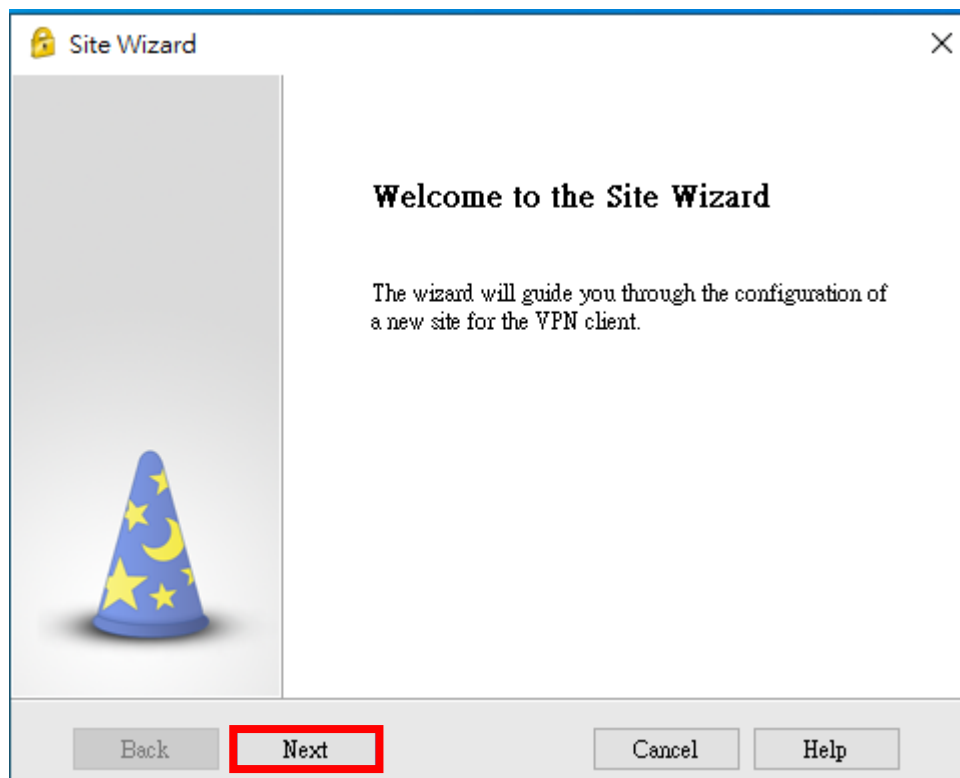 Site Wizard
Welcome to the Site Wizard
The wizard will guide you through the configuration of
a new site for the VPN client.
Back
Next
Cancel
Help